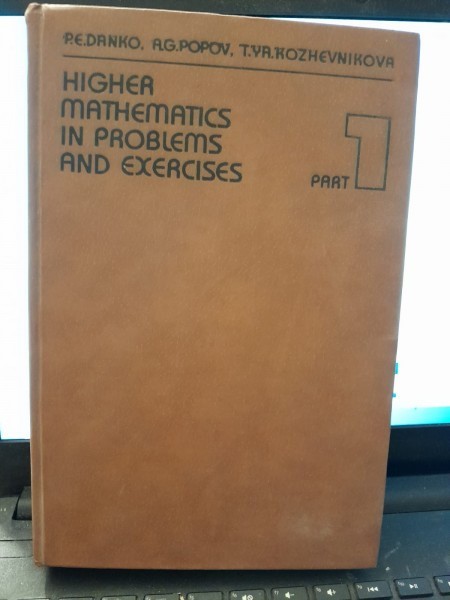 P.E.DANKO, A.G.POPOV, T.YA.KOZHEVNIKOVA
HIGHER
MATHEMATICS
IN PROBLEMS
AND EXERCISES
PART 1